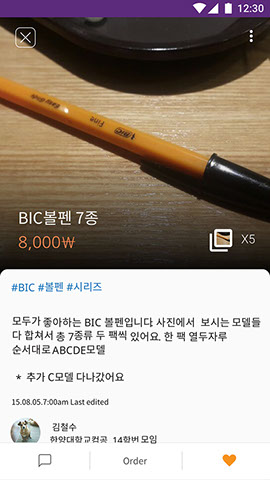 12:30
BIC볼펜 7종
8,000₩
X5
#BIC #볼펜 #시리즈
모두가 좋아하는 BIC 볼펜입니다. 사진에서 보시는 모델들
다 합쳐서 총 7종류 두 팩씩 있어요. 한 팩 열두자루
순서대로ABCDE모델
* 추가 C모델 다나갔어요
15.08.05.7:00am Last edited
김철수
한양대학교컴공 14학번 모임
Order